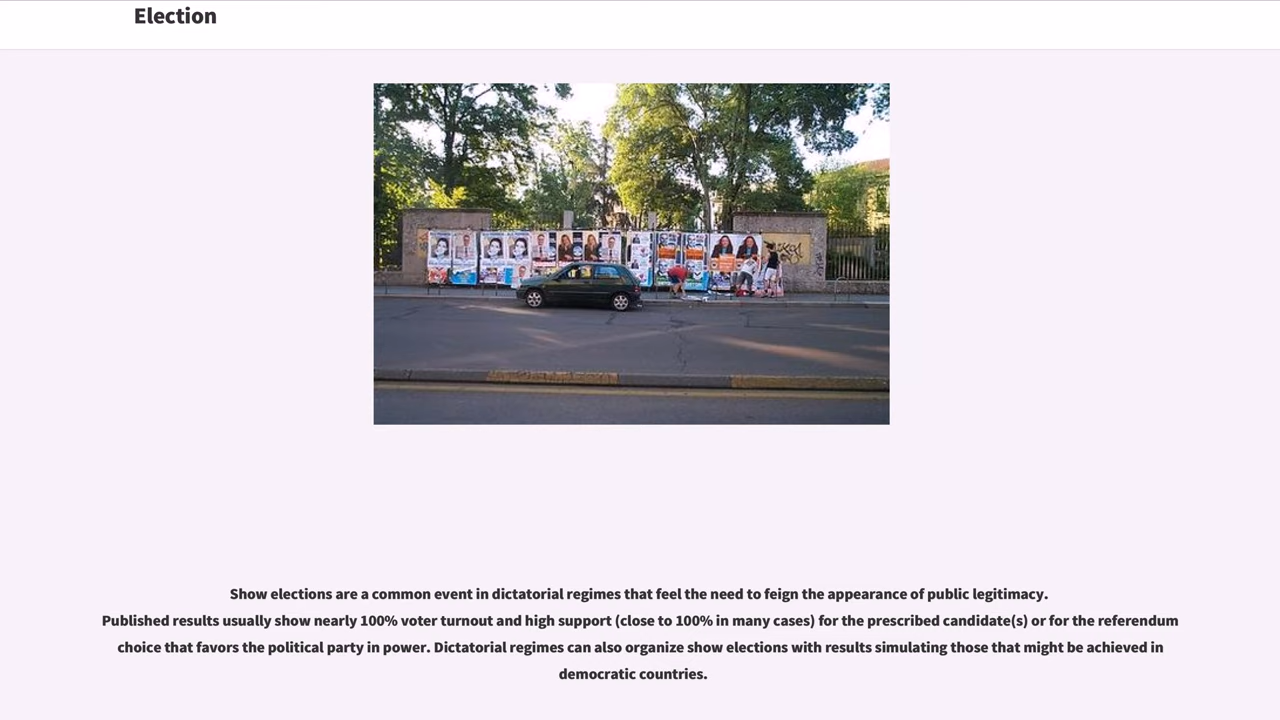 Election
Show elections are a common event in dictatorial regimes that feel the need to feign the appearance of public legitimacy.
Published results usually show nearly 100% voter turnout and high support (close to 100% in many cases) for the prescribed candidate(s) or for the referendum
choice that favors the political party in power. Dictatorial regimes can also organize show elections with results simulating those that might be achieved in
democratic countries.